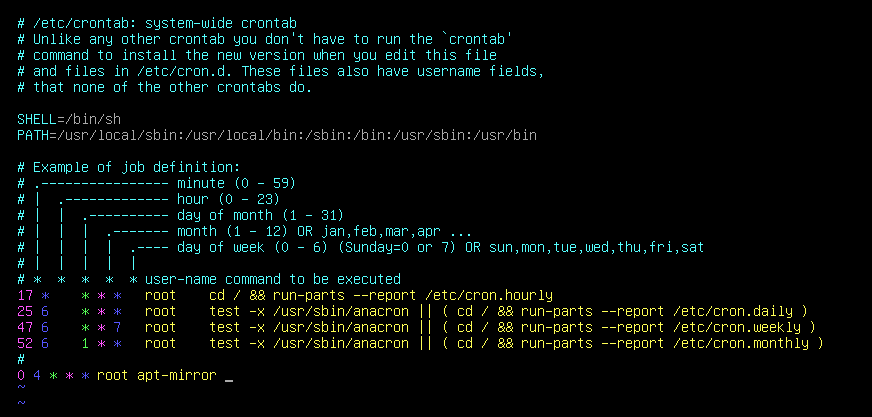 # /etc/crontab: system-wide crontab
# Unlike any other crontab you don't have to run the `crontab'
# command to install the new version when you edit this file
# and files in /etc/cron.d. These files also have username fields,
# that none of the other crontabs do.
SHELL=/bin/sh
PATH=/usr/local/sbin:/usr/local/bin:/sbin:/bin:/usr/sbin:/usr/bin
# Example of job definition:
# .---------------- minute (0 - 59)
# |  .------------- hour (0 - 23)
# |  |  .---------- day of month (1 - 31)
# |  |  |  .------- month (1 - 12) OR jan,feb,mar,apr ...
# |  |  |  |  .---- day of week (0 - 6) (Sunday=0 or 7) OR sun,mon,tue,wed,thu,fri,sat
# |  |  |  |  |
# *  *  *  *  * user-name command to be executed
17 *    * * *   root    cd / && run-parts --report /etc/cron.hourly
25 6    * * *   root    test -x /usr/sbin/anacron || ( cd / && run-parts --report /etc/cron.daily )
47 6    * * 7   root    test -x /usr/sbin/anacron || ( cd / && run-parts --report /etc/cron.weekly )
52 6    1 * *   root    test -x /usr/sbin/anacron || ( cd / && run-parts --report /etc/cron.monthly )
#
0 4 * * * root apt-mirror _
~
~